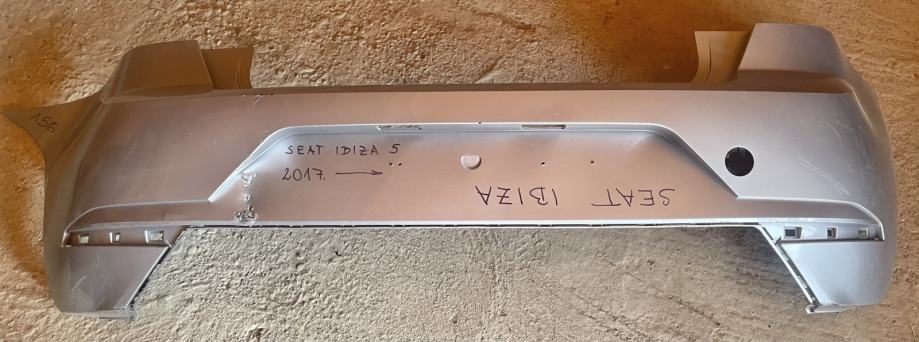 156
SEAT IBIZA 5
2017. →
SEAT IBIZA